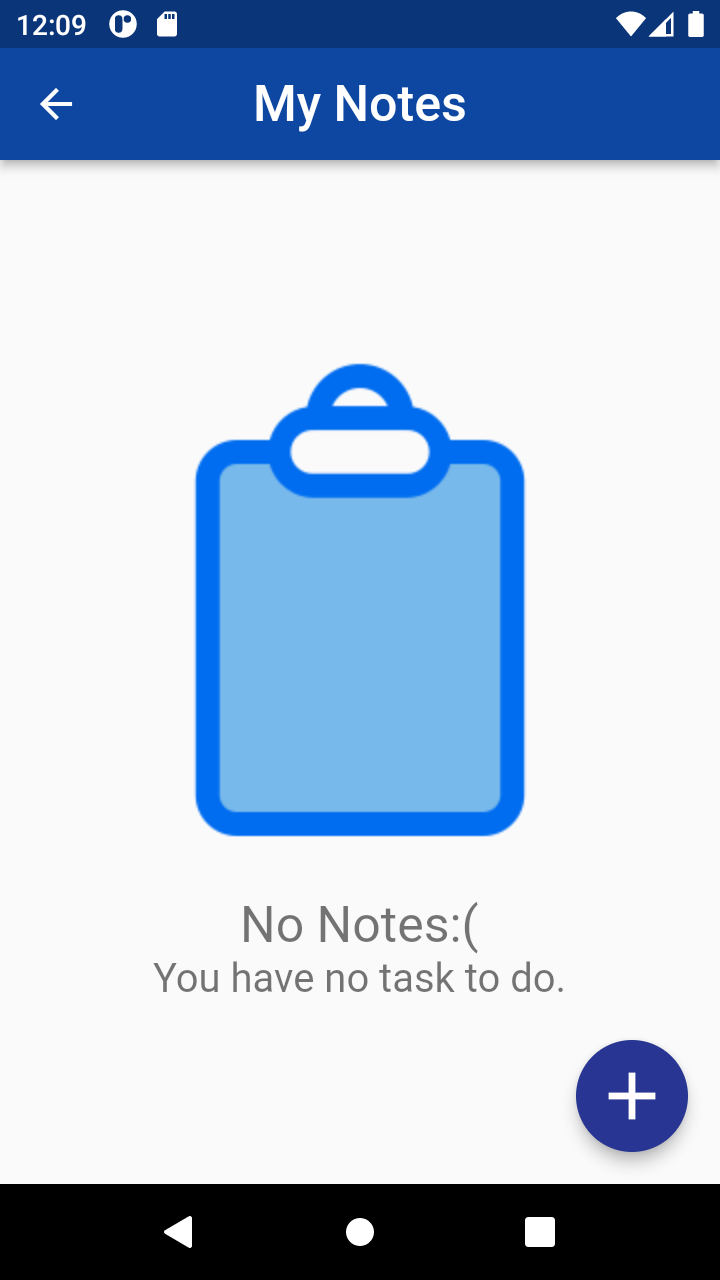 12:09
My Notes
No Notes:(
You have no task to do.